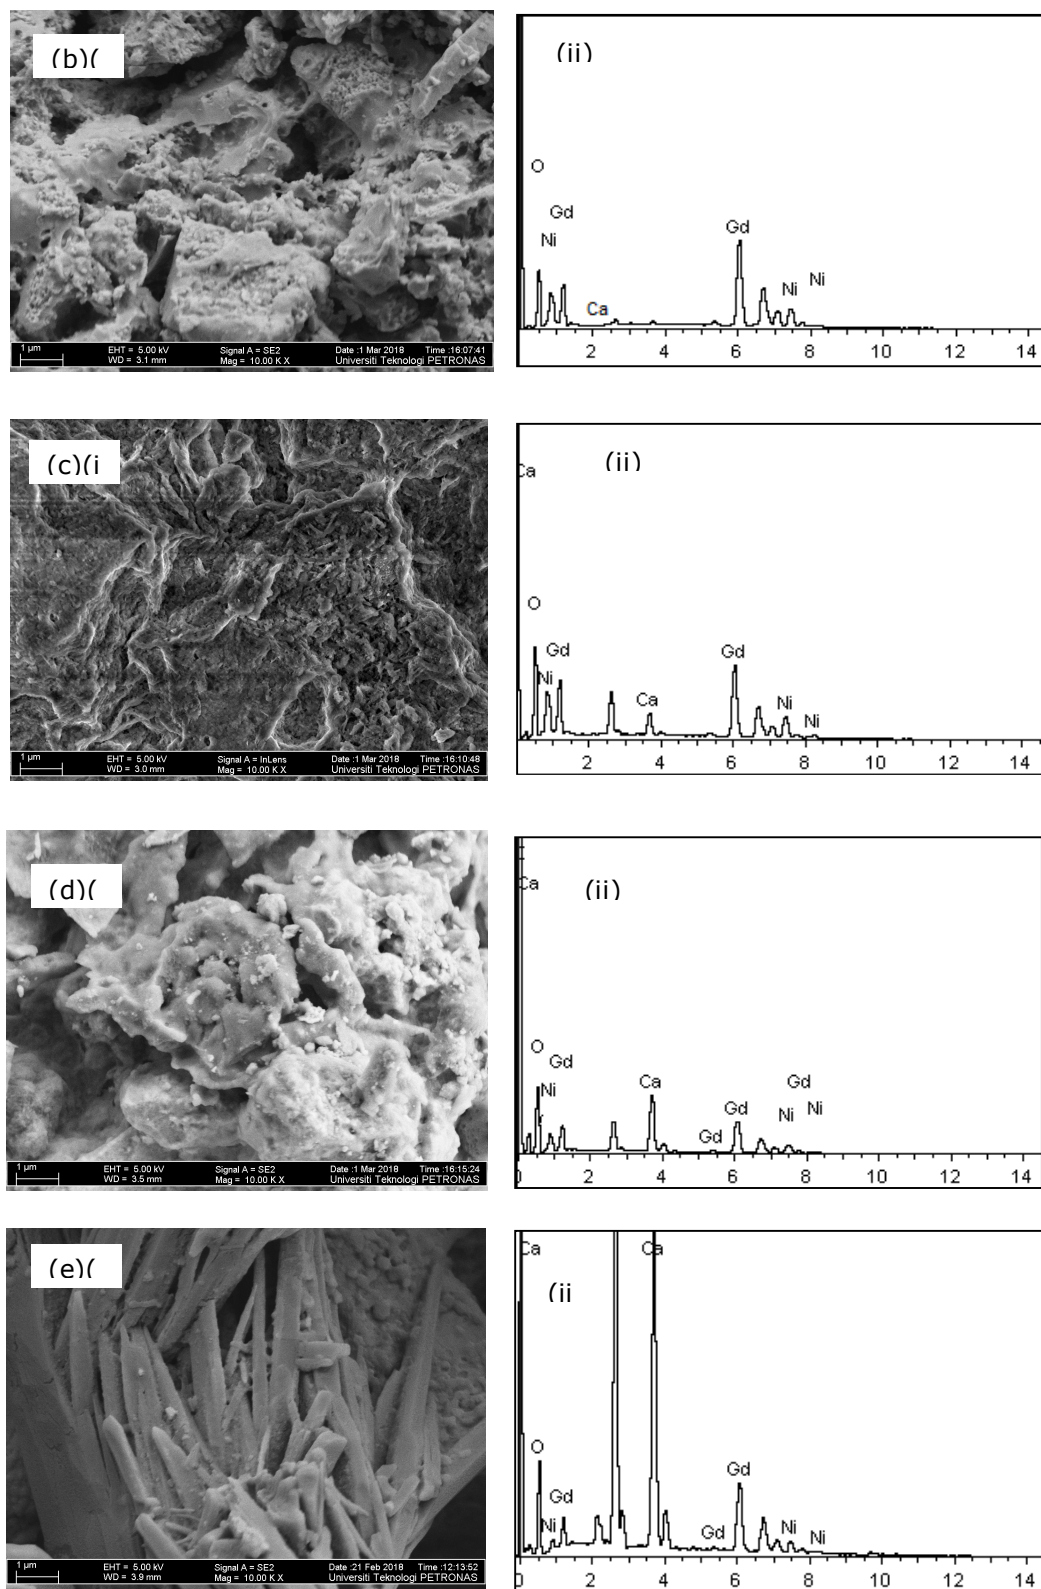 (b)(
(ii)
O
Gd
Ni
Ca
Gd
Ni
Ni
2 4 6 8 10 12 14
1 µm
EHT = 5.00 kV Signal A = SE2 Date :1 Mar 2018 Time :16:07:41
WD = 3.1 mm Mag = 10.00 K X Universiti Teknologi PETRONAS
(c)(i
(ii)
Ca
O
Gd
Ni
Ca
Gd
Ni
Ni
2 4 6 8 10 12 14
1 µm
EHT = 5.00 kV Signal A = InLens Date :1 Mar 2018 Time :16:10:48
WD = 3.0 mm Mag = 10.00 K X Universiti Teknologi PETRONAS
(d)(
(ii)
Ca
O
Gd
Ni
Ca
Gd
Gd
Gd
Ni
Ni
0 2 4 6 8 10 12 14
1 µm
EHT = 5.00 kV Signal A = SE2 Date :1 Mar 2018 Time :16:15:24
WD = 3.5 mm Mag = 10.00 K X Universiti Teknologi PETRONAS
(e)(
(ii
Ca
Ca
O
Gd
Ni
Gd
Gd
Ni
Ni
0 2 4 6 8 10 12 14
1 µm
EHT = 5.00 kV Signal A = SE2 Date :21 Feb 2018 Time :12:13:52
WD = 3.9 mm Mag = 10.00 K X Universiti Teknologi PETRONAS